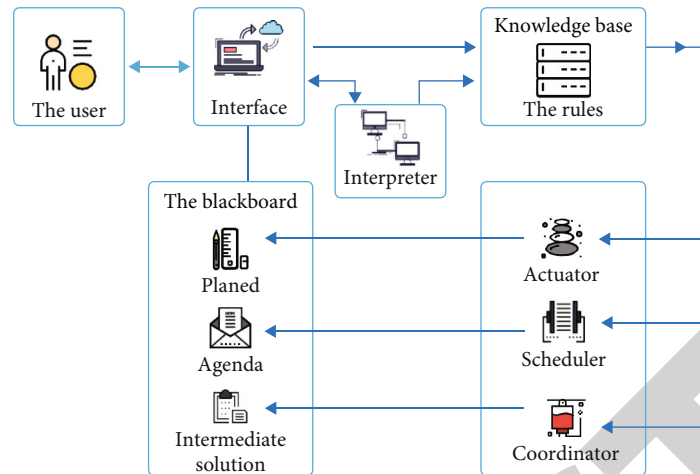 The user
Interface
Knowledge base
The rules
Interpreter
The blackboard
Planed
Agenda
Intermediate
solution
Actuator
Scheduler
Coordinator